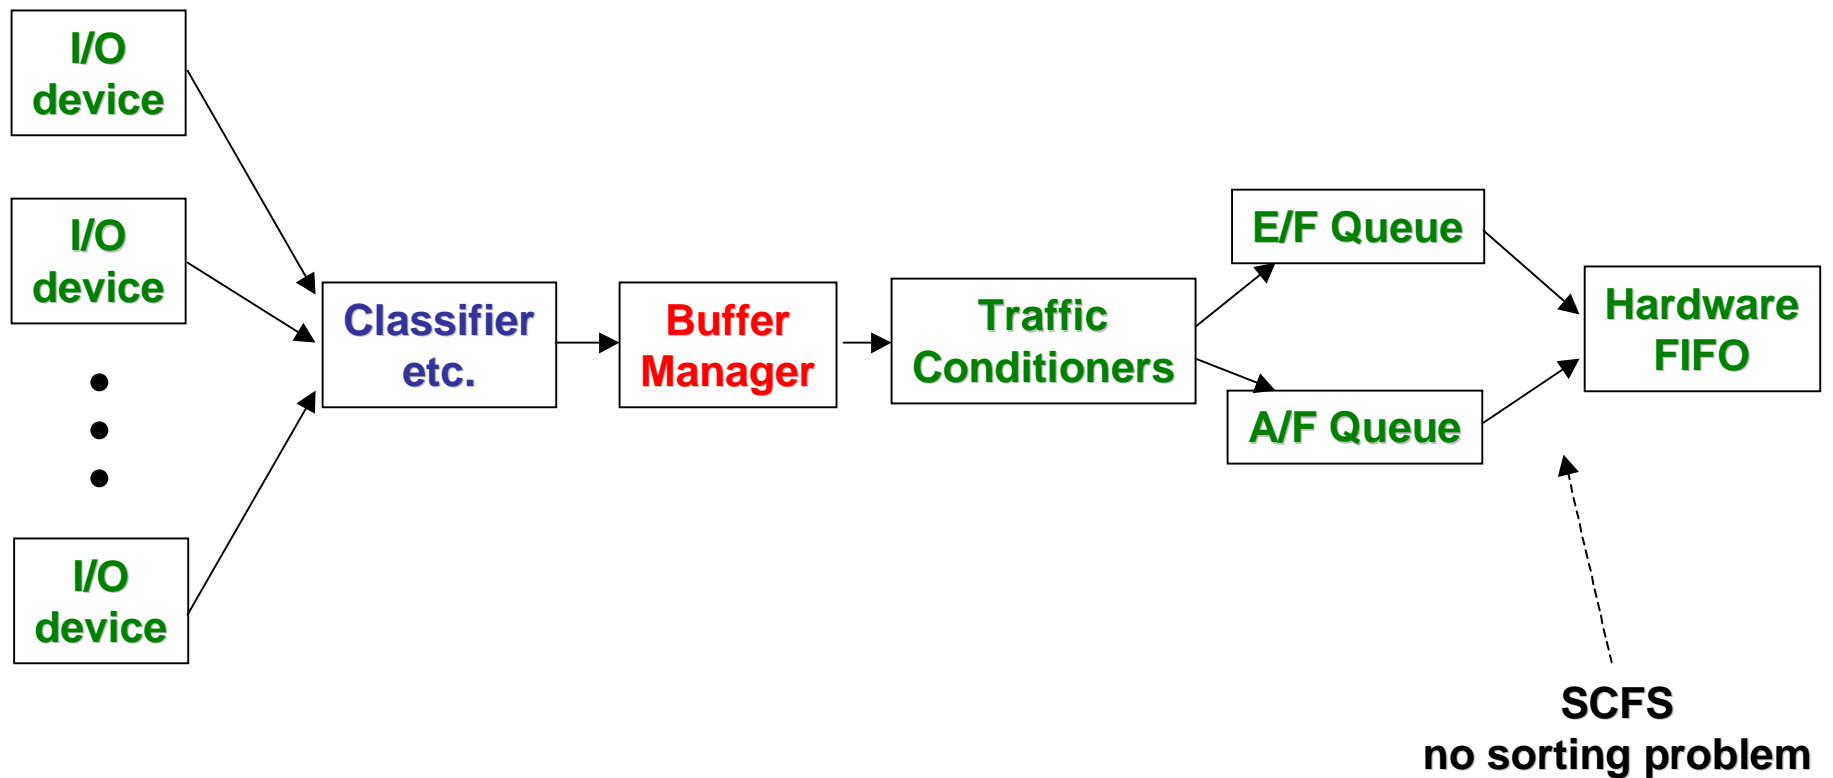 I/O
device
I/O
device
I/O
device
Classifier
etc.
Buffer
Manager
Traffic
Conditioners
E/F Queue
A/F Queue
Hardware
FIFO
SCFS
no sorting problem